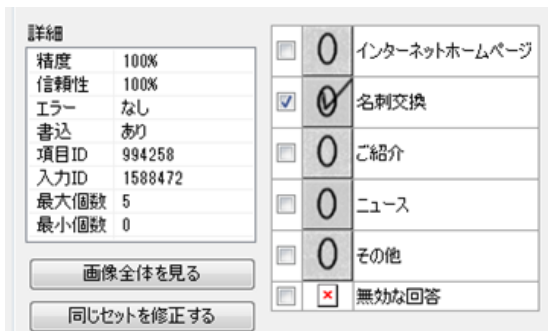 詳細
精度 100%
信頼性 100%
エラー なし
書込 あり
項目ID 994258
入力ID 1588472
最大個数 5
最小個数 0
画像全体を見る
同じセットを修正する
インターネットホームページ
名刺交換
ご紹介
ニュース
その他
無効な回答